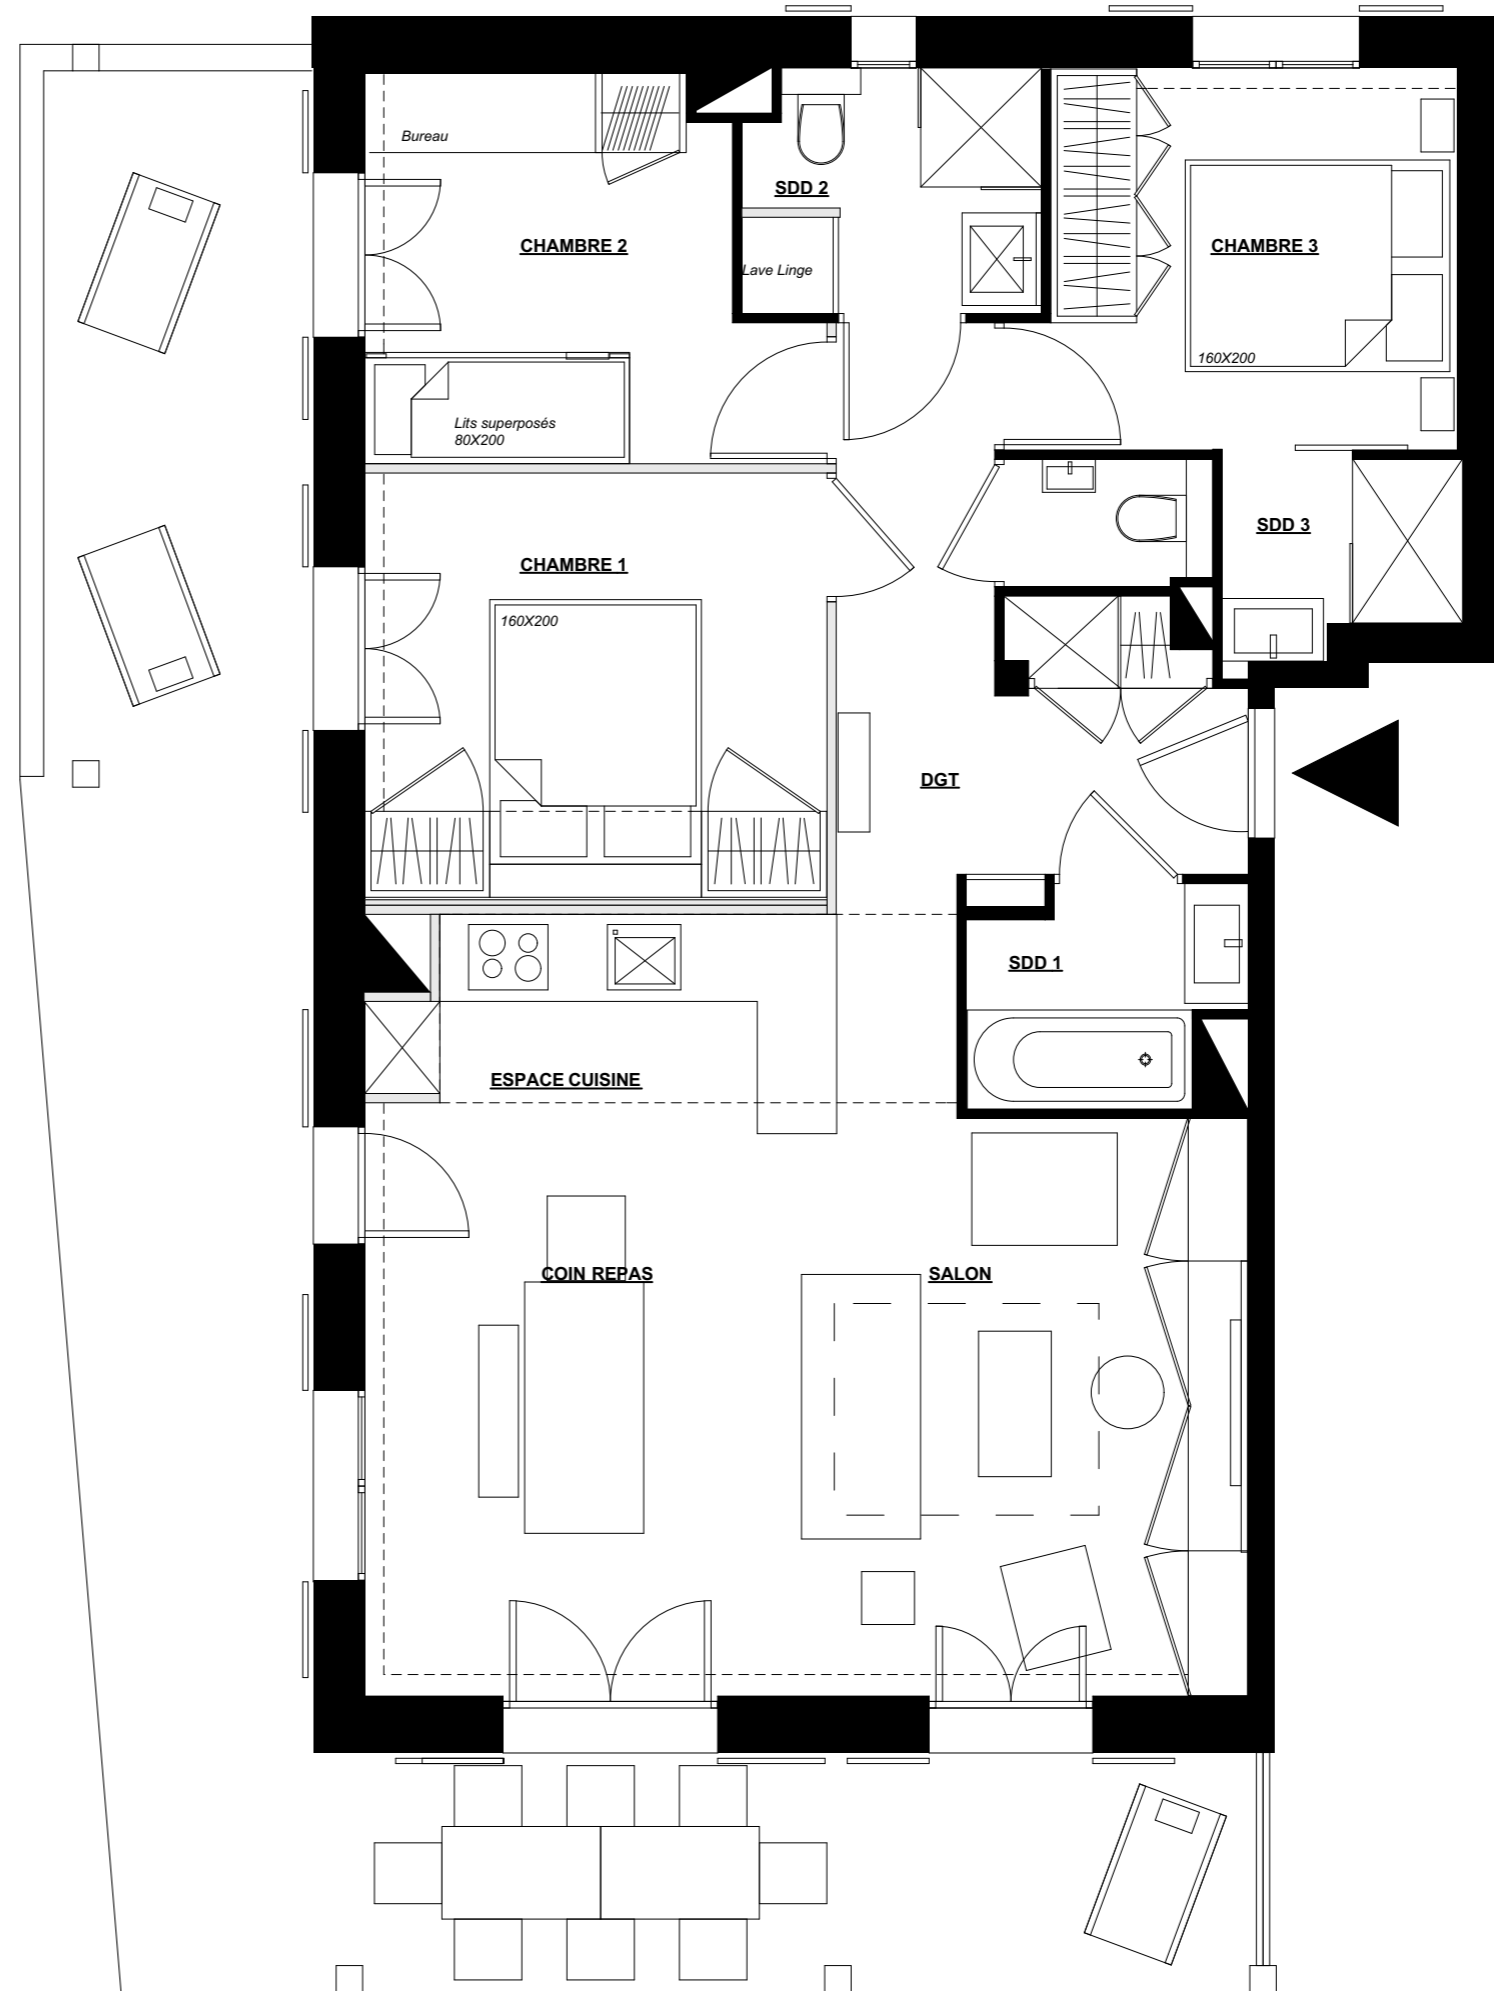 Bureau
SDD 2
CHAMBRE 2
CHAMBRE 3
Lave Linge
160X200
Lits superposés
80X200
SDD 3
CHAMBRE 1
160X200
DGT
SDD 1
ESPACE CUISINE
COIN REPAS
SALON